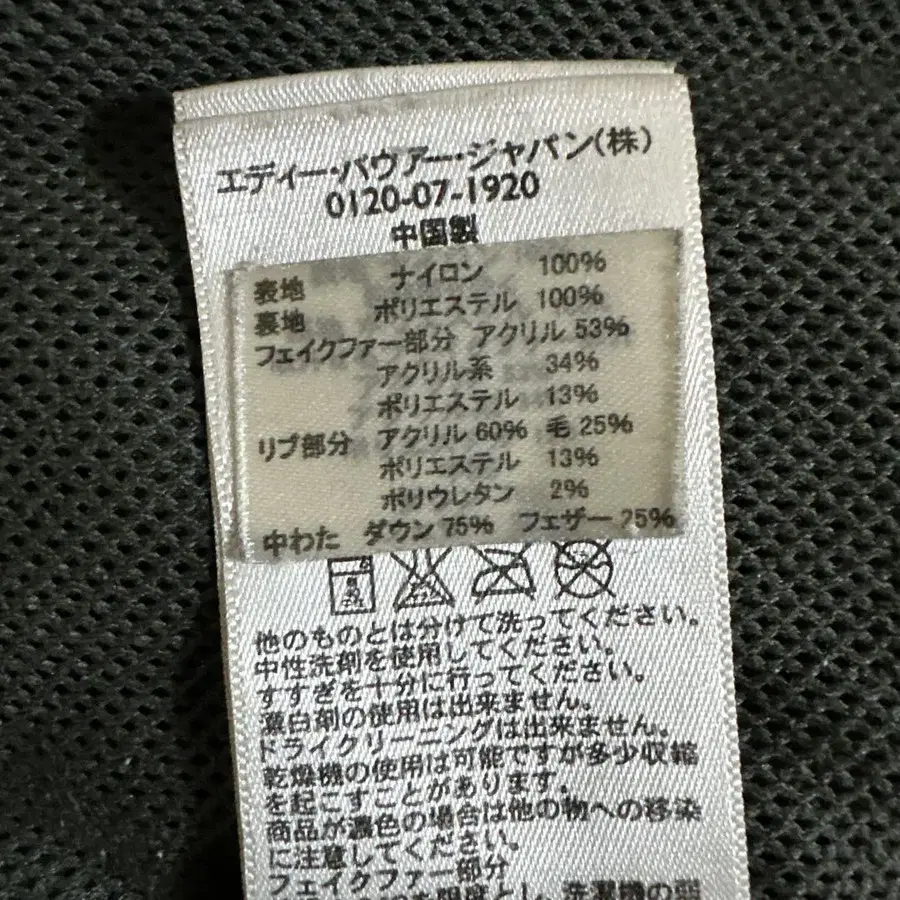 エディー・バウアー・ジャパン(株)
0120-07-1920
中国製
表地 ナイロン 100%
裏地 ポリエステル 100%
フェイクファー部分 アクリル 53%
アクリル系 34%
ポリエステル 13%
リブ部分 アクリル 60% 毛 25%
ポリエステル 13%
ポリウレタン 2%
中わた ダウン 75% フェザー 25%
他のものとは分けて洗ってください。
中性洗剤を使用してください。
すすぎを十分に行ってください。
漂白剤の使用は出来ません。
ドライクリーニングは出来ません。
乾燥機の使用は可能ですが多少収縮
を起こすことがあります。
商品が濃色の場合は他の物への移染
に注意してください。
フェイクファー部分
を限度とし、洗濯機の弱